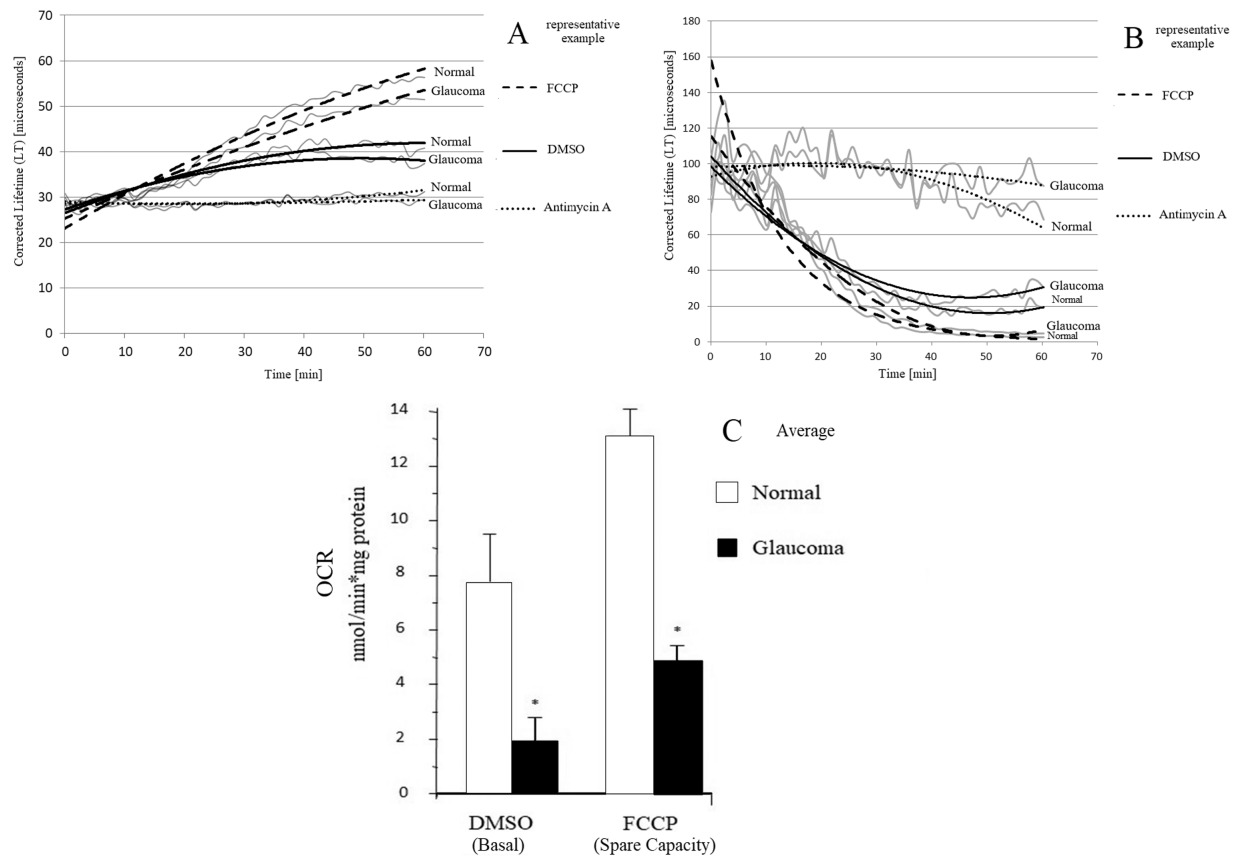 A
representative
example
FCCP
DMSO
Antimycin A
Corrected Lifetime (LT) [microseconds]
70
60
50
40
30
20
10
0
Normal
Glaucoma
Normal
Glaucoma
Normal
Glaucoma
0 10 20 30 40 50 60 70
Time [min]
B
representative
example
FCCP
DMSO
Antimycin A
Corrected Lifetime (LT) [microseconds]
180
160
140
120
100
80
60
40
20
0
Glaucoma
Normal
Glaucoma
Normal
Glaucoma
Normal
0 10 20 30 40 50 60 70
Time [min]
C Average
Normal
Glaucoma
OCR
nmol/min*mg protein
14
12
10
8
6
4
2
0
*
*
DMSO
(Basal)
FCCP
(Spare Capacity)